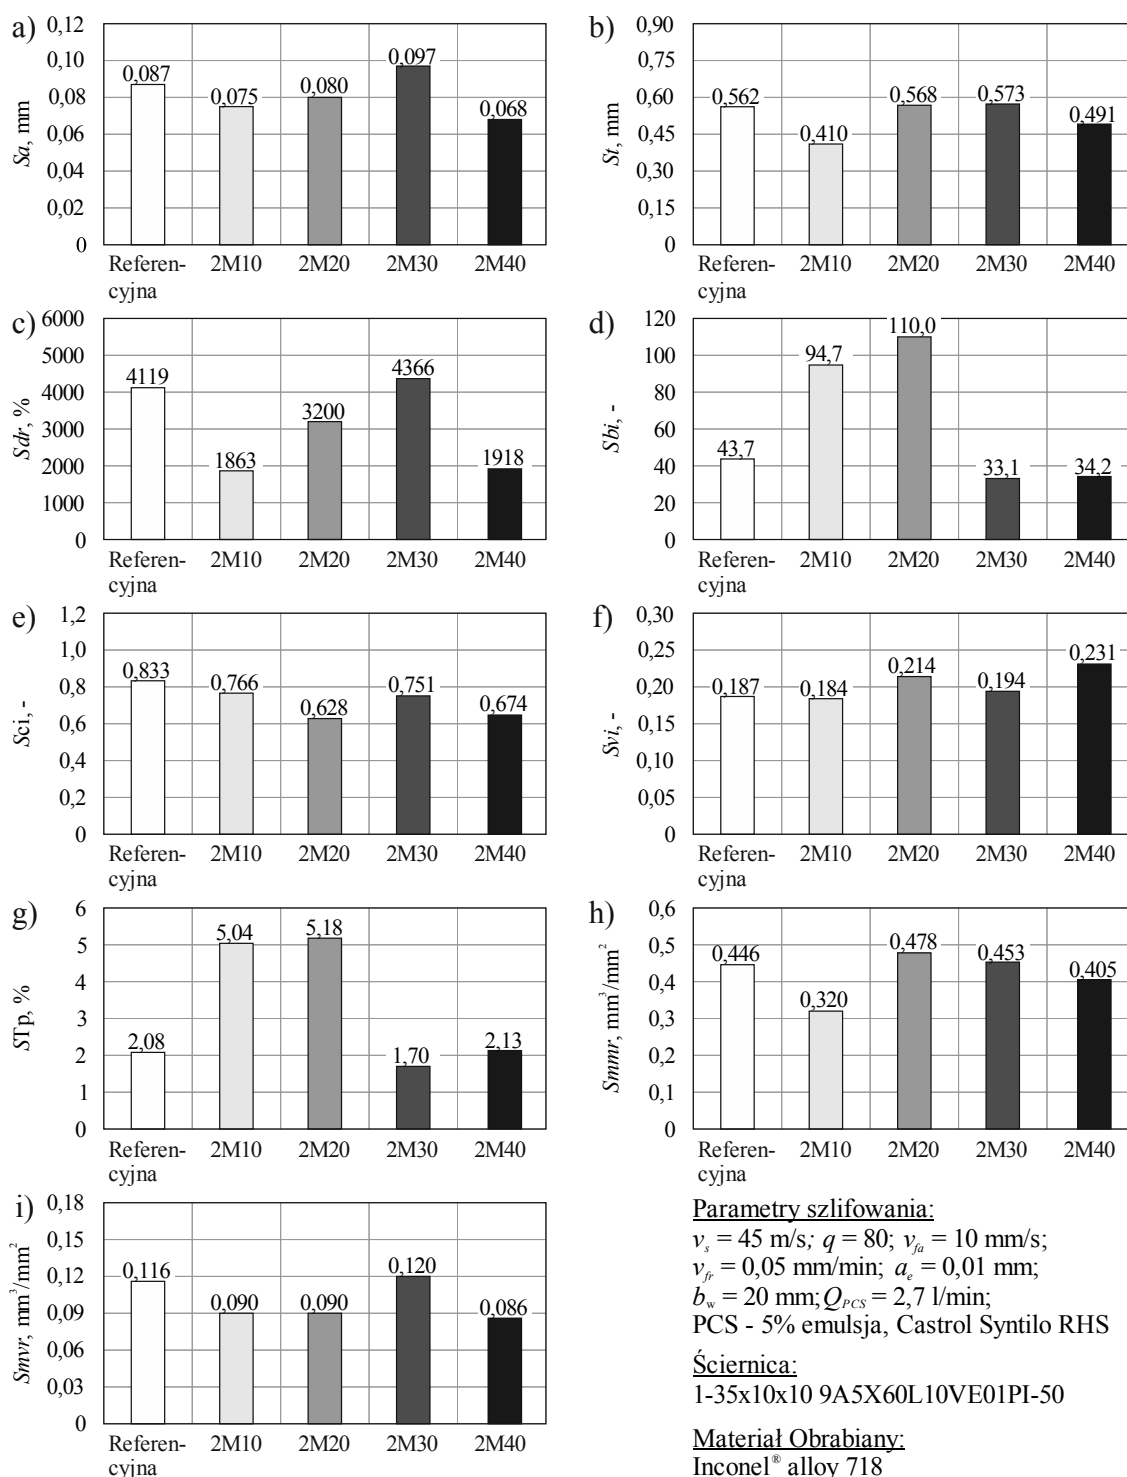 a)
Sa, mm
0,12
0,10
0,08
0,06
0,04
0,02
0
0,087
0,075
0,080
0,097
0,068
Referen-
cyjna
2M10
2M20
2M30
2M40
b)
St, mm
0,90
0,75
0,60
0,45
0,30
0,15
0
0,562
0,410
0,568
0,573
0,491
Referen-
cyjna
2M10
2M20
2M30
2M40
c)
Sdr, %
6000
5000
4000
3000
2000
1000
0
4119
1863
3200
4366
1918
Referen-
cyjna
2M10
2M20
2M30
2M40
d)
Sbi, -
120
100
80
60
40
20
0
43,7
94,7
110,0
33,1
34,2
Referen-
cyjna
2M10
2M20
2M30
2M40
e)
Sci, -
1,2
1,0
0,8
0,6
0,4
0,2
0
0,833
0,766
0,628
0,751
0,674
Referen-
cyjna
2M10
2M20
2M30
2M40
f)
Svi, -
0,30
0,25
0,20
0,15
0,10
0,05
0
0,187
0,184
0,214
0,194
0,231
Referen-
cyjna
2M10
2M20
2M30
2M40
g)
STp, %
6
5
4
3
2
1
0
2,08
5,04
5,18
1,70
2,13
Referen-
cyjna
2M10
2M20
2M30
2M40
h)
Smmr, mm³/mm²
0,6
0,5
0,4
0,3
0,2
0,1
0
0,446
0,320
0,478
0,453
0,405
Referen-
cyjna
2M10
2M20
2M30
2M40
i)
Smvr, mm³/mm²
0,18
0,15
0,12
0,09
0,06
0,03
0
0,116
0,090
0,090
0,120
0,086
Referen-
cyjna
2M10
2M20
2M30
2M40
Parametry szlifowania:
vs = 45 m/s; q = 80; vfa = 10 mm/s;
vfr = 0,05 mm/min; ae = 0,01 mm;
bw = 20 mm; QPCS = 2,7 l/min;
PCS - 5% emulsja, Castrol Syntilo RHS
Ściernica:
1-35x10x10 9A5X60L10VE01PI-50
Materiał Obrabiany:
Inconel® alloy 718